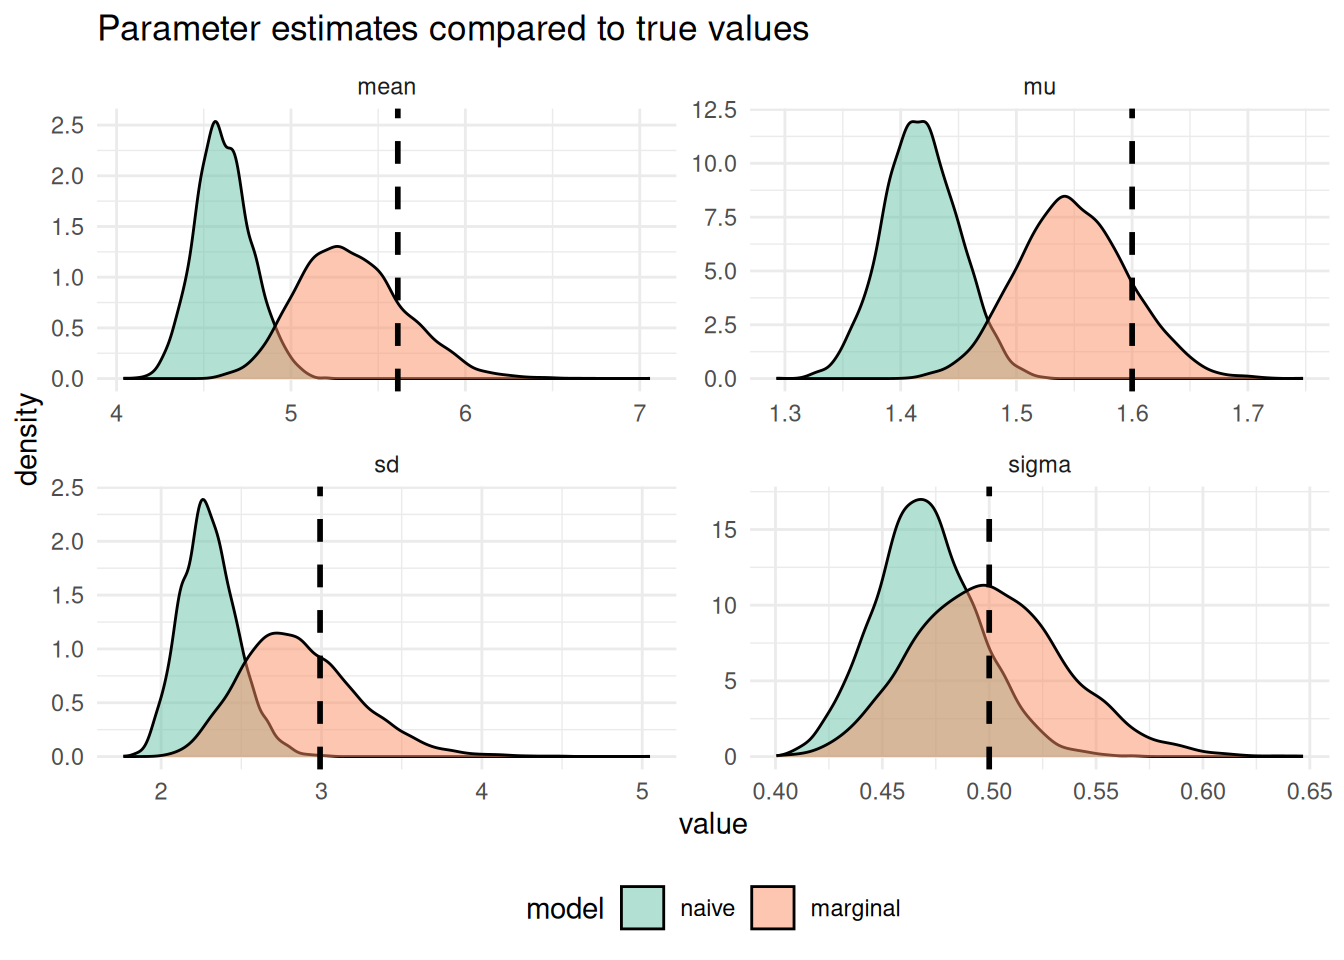 Parameter estimates compared to true values
mean
2.5
2.0
1.5
1.0
0.5
0.0
4 5 6 7
mu
12.5
10.0
7.5
5.0
2.5
0.0
1.3 1.4 1.5 1.6 1.7
density
sd
2.5
2.0
1.5
1.0
0.5
0.0
2 3 4 5
sigma
15
10
5
0
0.40 0.45 0.50 0.55 0.60 0.65
value
model naive marginal